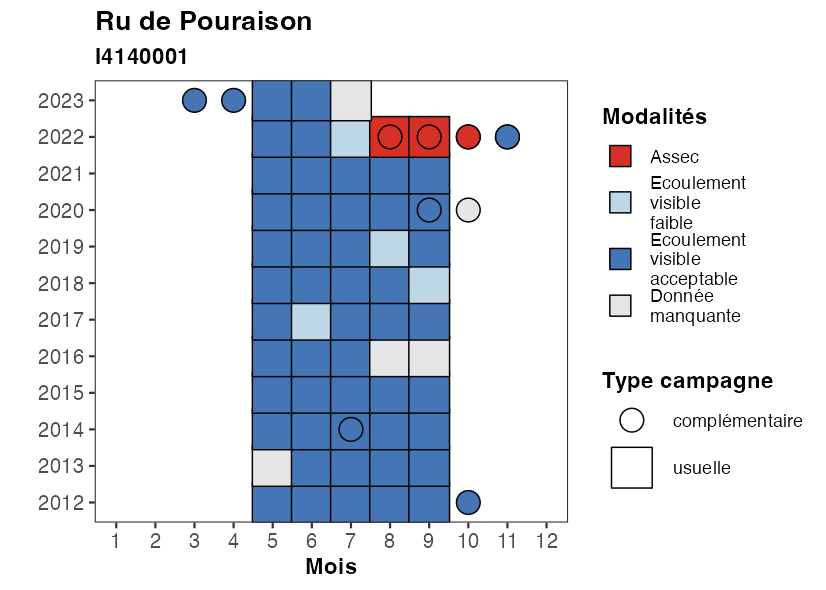 Ru de Pouraison
I4140001
2023
2022
2021
2020
2019
2018
2017
2016
2015
2014
2013
2012
1 2 3 4 5 6 7 8 9 10 11 12
Mois
Modalités
Assec
Ecoulement
visible
faible
Ecoulement
visible
acceptable
Donnée
manquante
Type campagne
complémentaire
usuelle